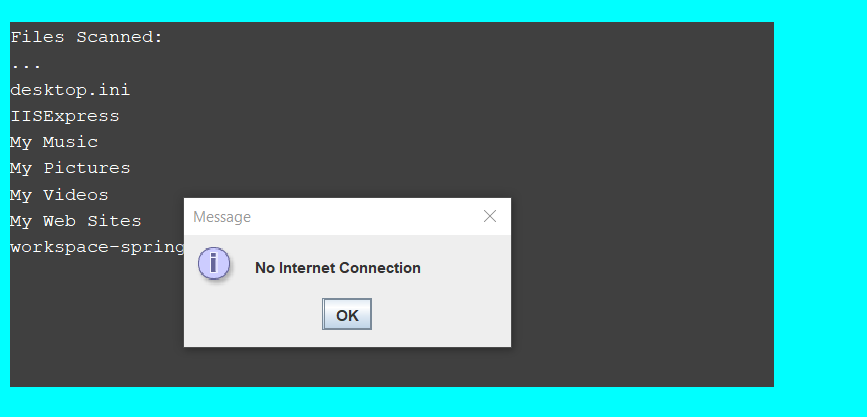 Files Scanned:
...
desktop.ini
IISExpress
My Music
My Pictures
My Videos
My Web Sites
workspace-spring
Message
i
No Internet Connection
OK